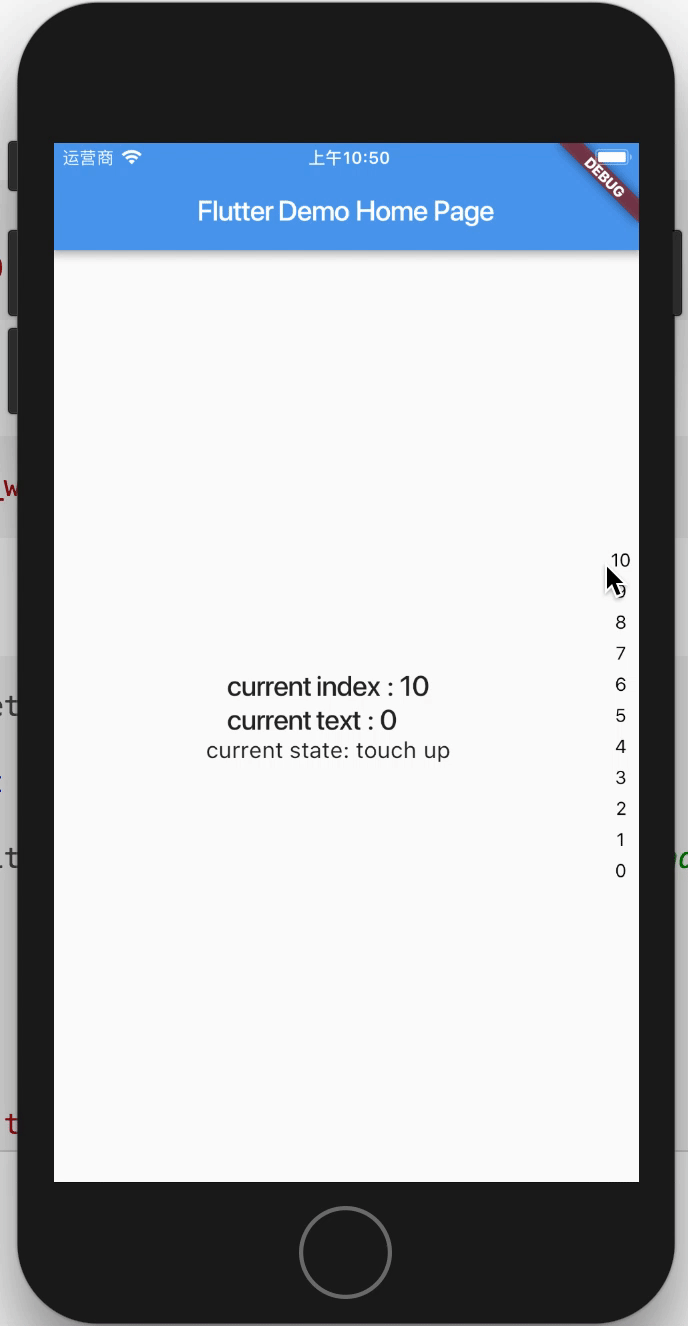 运营商 上午10:50
DEBUG
Flutter Demo Home Page
10
9
8
7
6
current index : 10
5
current text : 0
4
current state: touch up
3
2
1
0